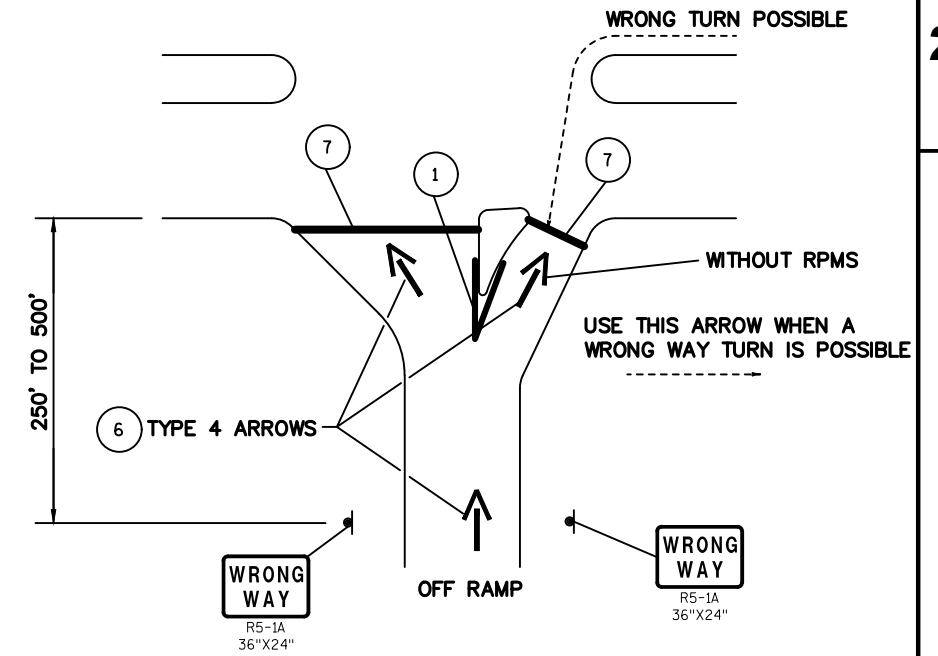 WRONG TURN POSSIBLE
2
7
1
7
WITHOUT RPMS
USE THIS ARROW WHEN A
WRONG WAY TURN IS POSSIBLE
250' TO 500'
6 TYPE 4 ARROWS
WRONG
WAY
R5-1A
36"X24"
OFF RAMP
WRONG
WAY
R5-1A
36"X24"